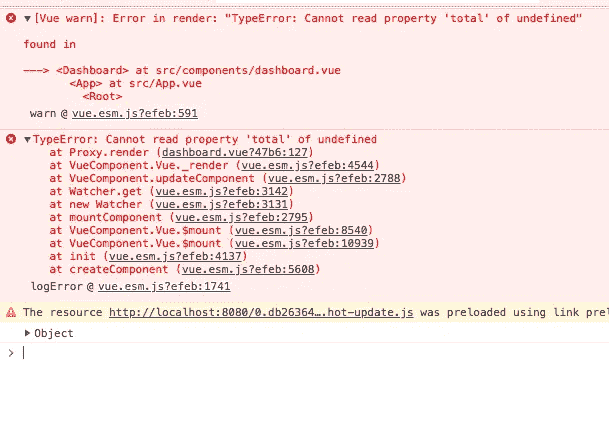 [Vue warn]: Error in render: "TypeError: Cannot read property 'total' of undefined"
found in
---> <Dashboard> at src/components/dashboard.vue
<App> at src/App.vue
<Root>
warn @ vue.esm.js?efeb:591
TypeError: Cannot read property 'total' of undefined
at Proxy.render (dashboard.vue?47b6:127)
at VueComponent.Vue._render (vue.esm.js?efeb:4544)
at VueComponent.updateComponent (vue.esm.js?efeb:2788)
at Watcher.get (vue.esm.js?efeb:3142)
at new Watcher (vue.esm.js?efeb:3131)
at mountComponent (vue.esm.js?efeb:2795)
at VueComponent.Vue.$mount (vue.esm.js?efeb:8540)
at VueComponent.Vue.$mount (vue.esm.js?efeb:10939)
at init (vue.esm.js?efeb:4137)
at createComponent (vue.esm.js?efeb:5608)
logError @ vue.esm.js?efeb:1741
The resource http://localhost:8080/0.db26364….hot-update.js was preloaded using link prel
Object